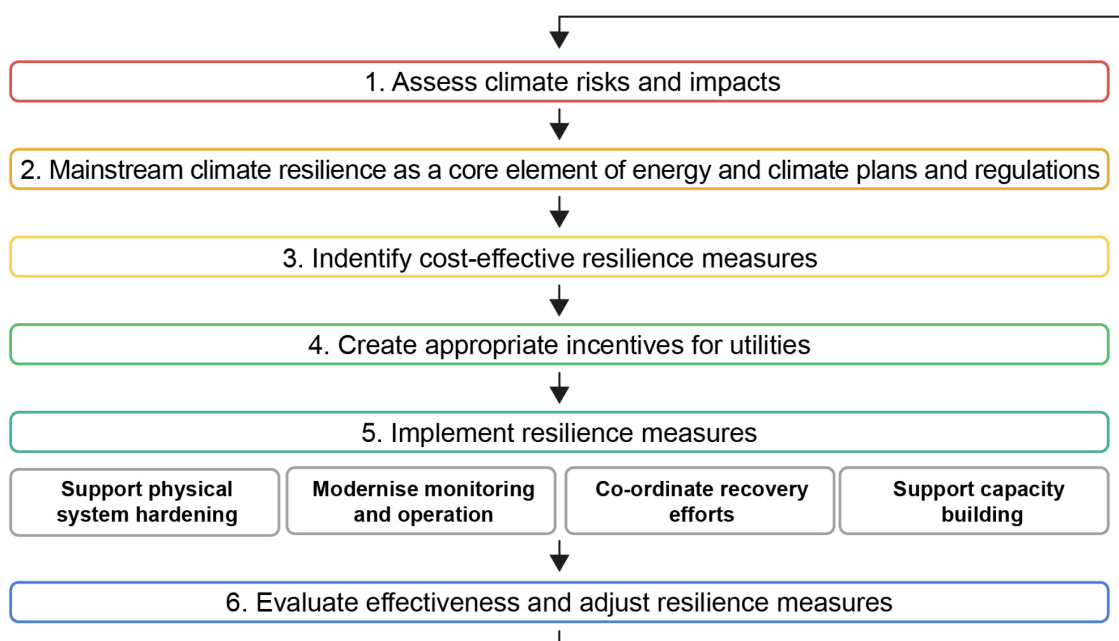 1. Assess climate risks and impacts
2. Mainstream climate resilience as a core element of energy and climate plans and regulations
3. Indentify cost-effective resilience measures
4. Create appropriate incentives for utilities
5. Implement resilience measures
Support physical
system hardening
Modernise monitoring
and operation
Co-ordinate recovery
efforts
Support capacity
building
6. Evaluate effectiveness and adjust resilience measures